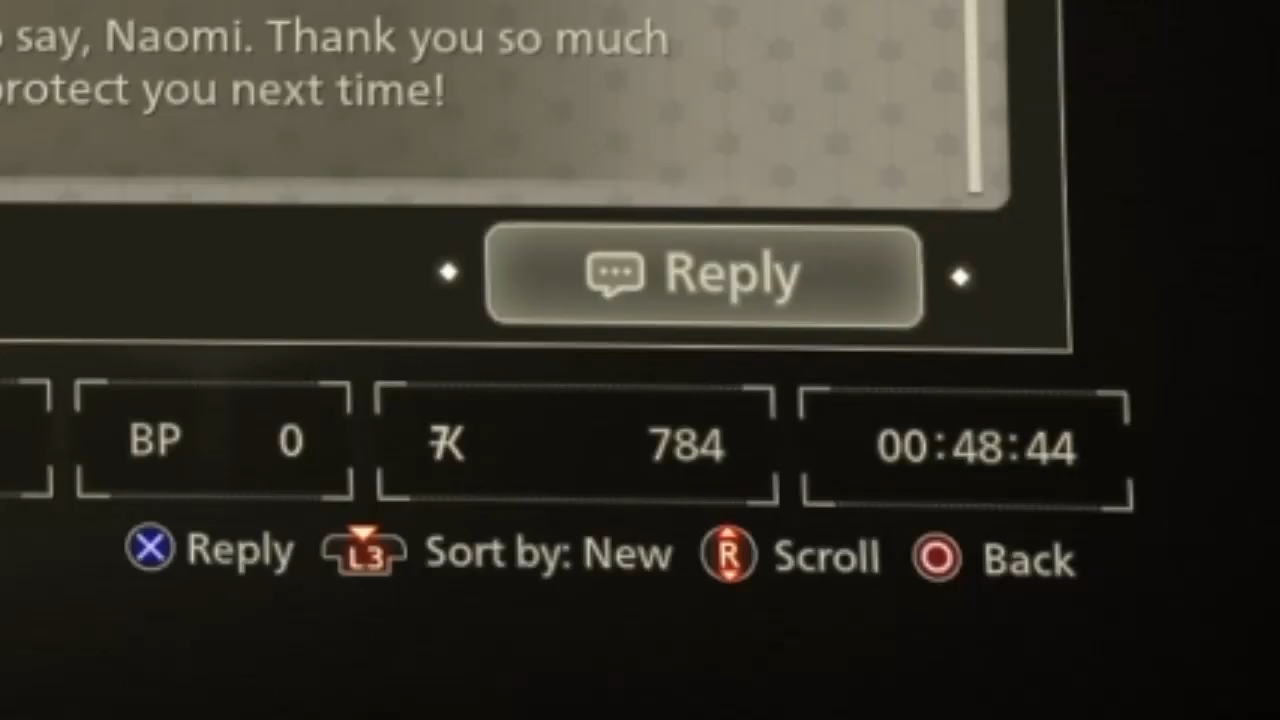 say, Naomi. Thank you so much
protect you next time!
Reply
BP 0 K 784 00:48:44
Reply L3 Sort by: New R Scroll Back